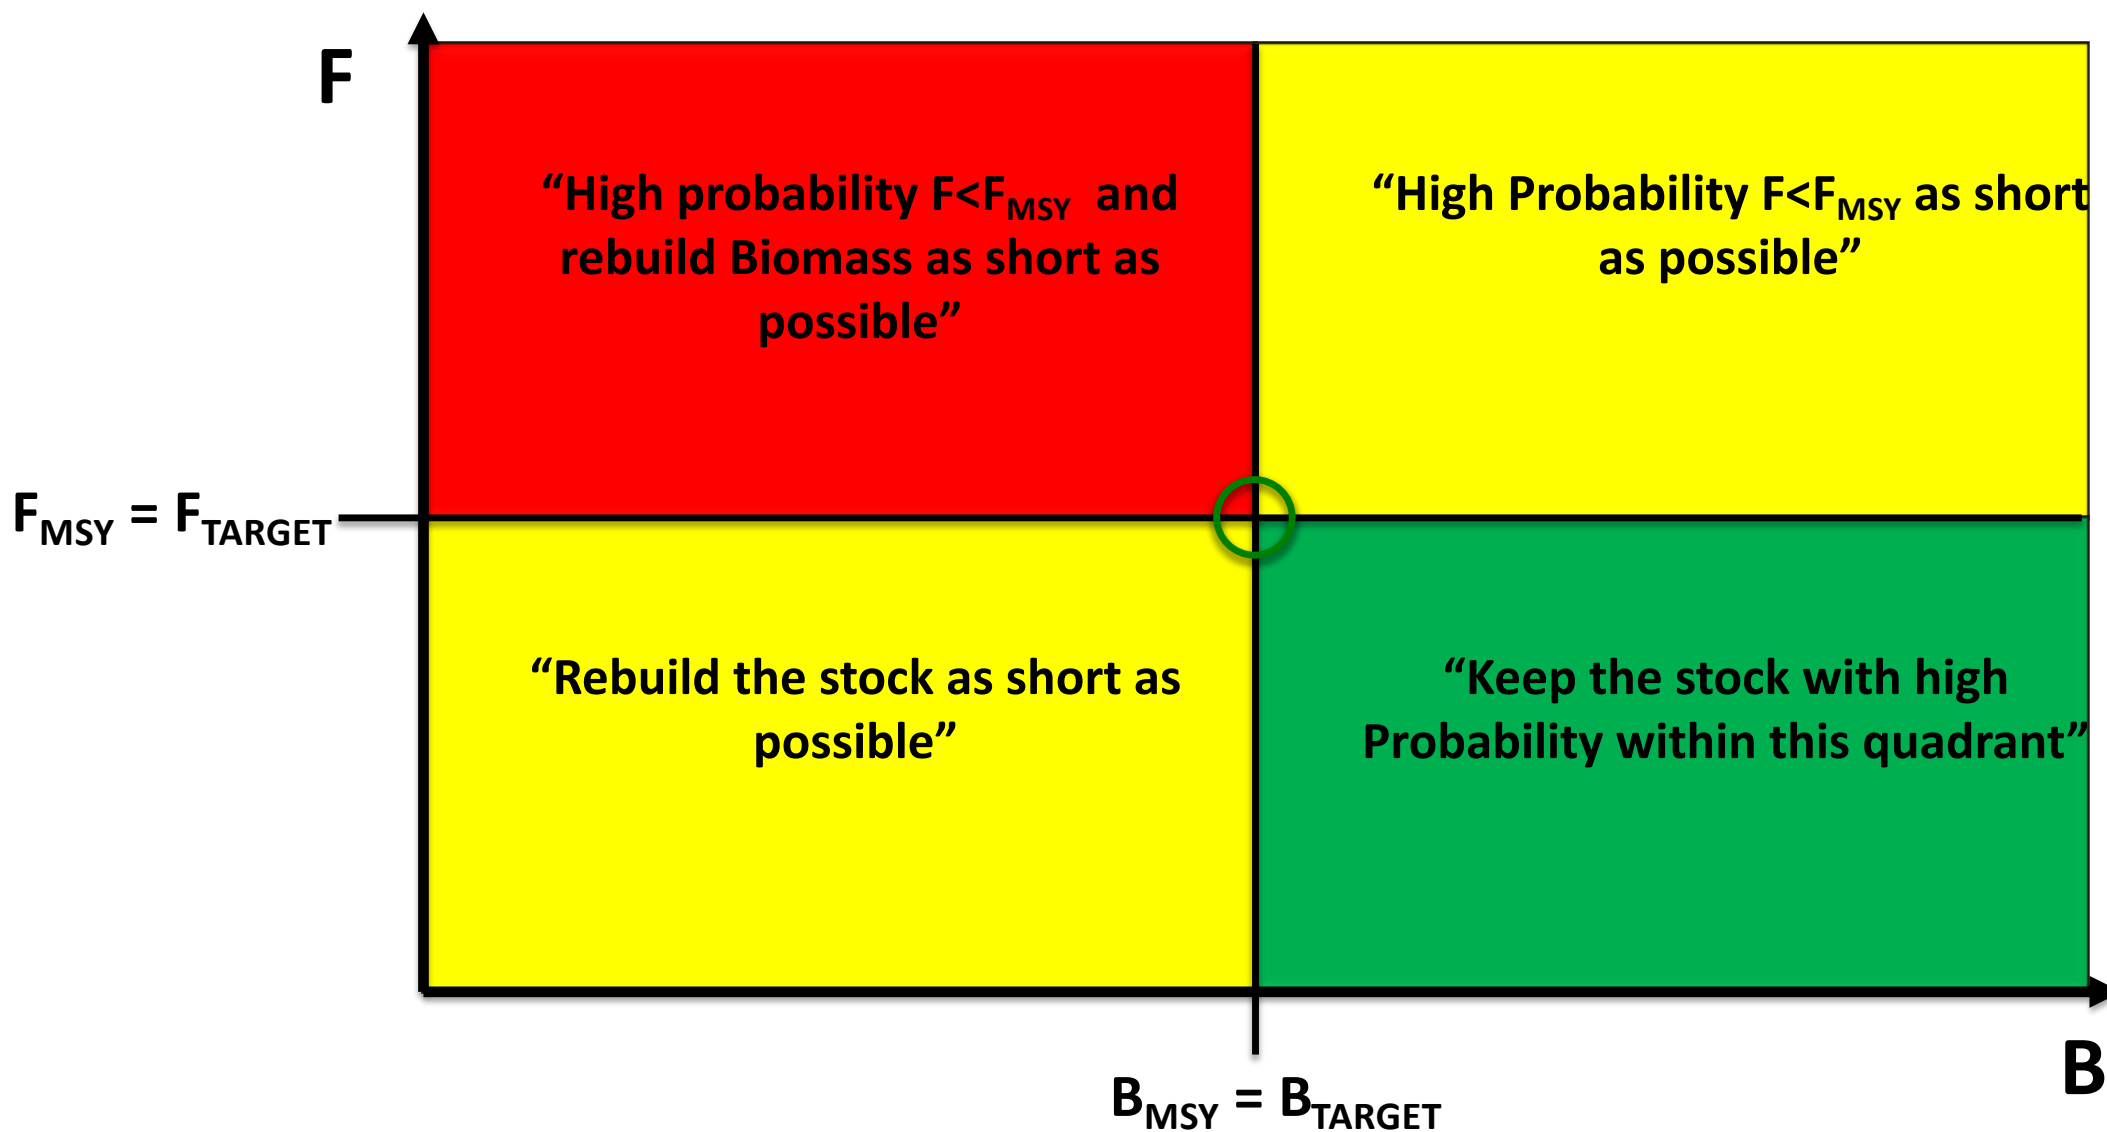 F
“High probability F<FMSY and
rebuild Biomass as short as
possible”
“High Probability F<FMSY as short
as possible”
FMSY = FTARGET
“Rebuild the stock as short as
possible”
“Keep the stock with high
Probability within this quadrant”
B
BMSY = BTARGET